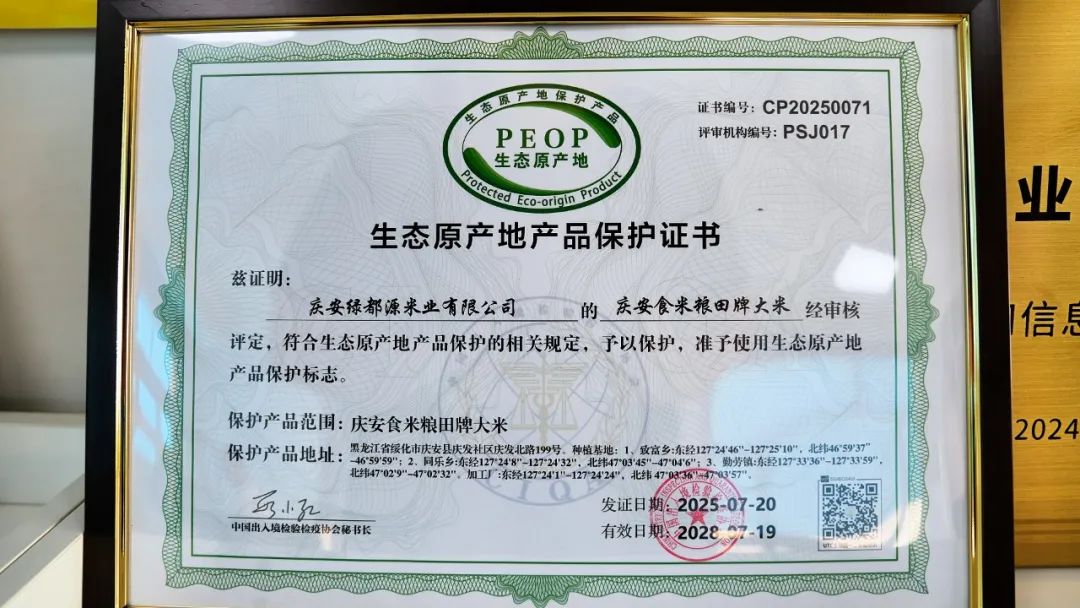 生态原产地保护产品
PEOP
生态原产地
Protected Eco-origin Product
证书编号：CP20250071
评审机构编号：PSJ017
生态原产地产品保护证书
兹证明：
庆安绿都源米业有限公司 的 庆安食米粮田牌大米 经审核
评定，符合生态原产地产品保护的相关规定，予以保护，准予使用生态原产地
产品保护标志。
保护产品范围：庆安食米粮田牌大米
保护产品地址：黑龙江省绥化市庆安县庆发社区庆发北路199号。种植基地：1、致富乡:东经127°24'46"-127°25'10"，北纬46°59'37"
-46°59'59"；2、同乐乡:东经127°24'8"-127°24'32"，北纬47°03'45"-47°04'6"；3、勤劳镇:东经127°33'36"-127°33'59"，
北纬47°02'9"-47°02'32"。加工厂:东经127°24'1"-127°24'24"，北纬 47°03'36"-47°03'57"。
中国出入境检验检疫协会秘书长
发证日期：2025-07-20
有效日期：2028-07-19
业
信息
2024